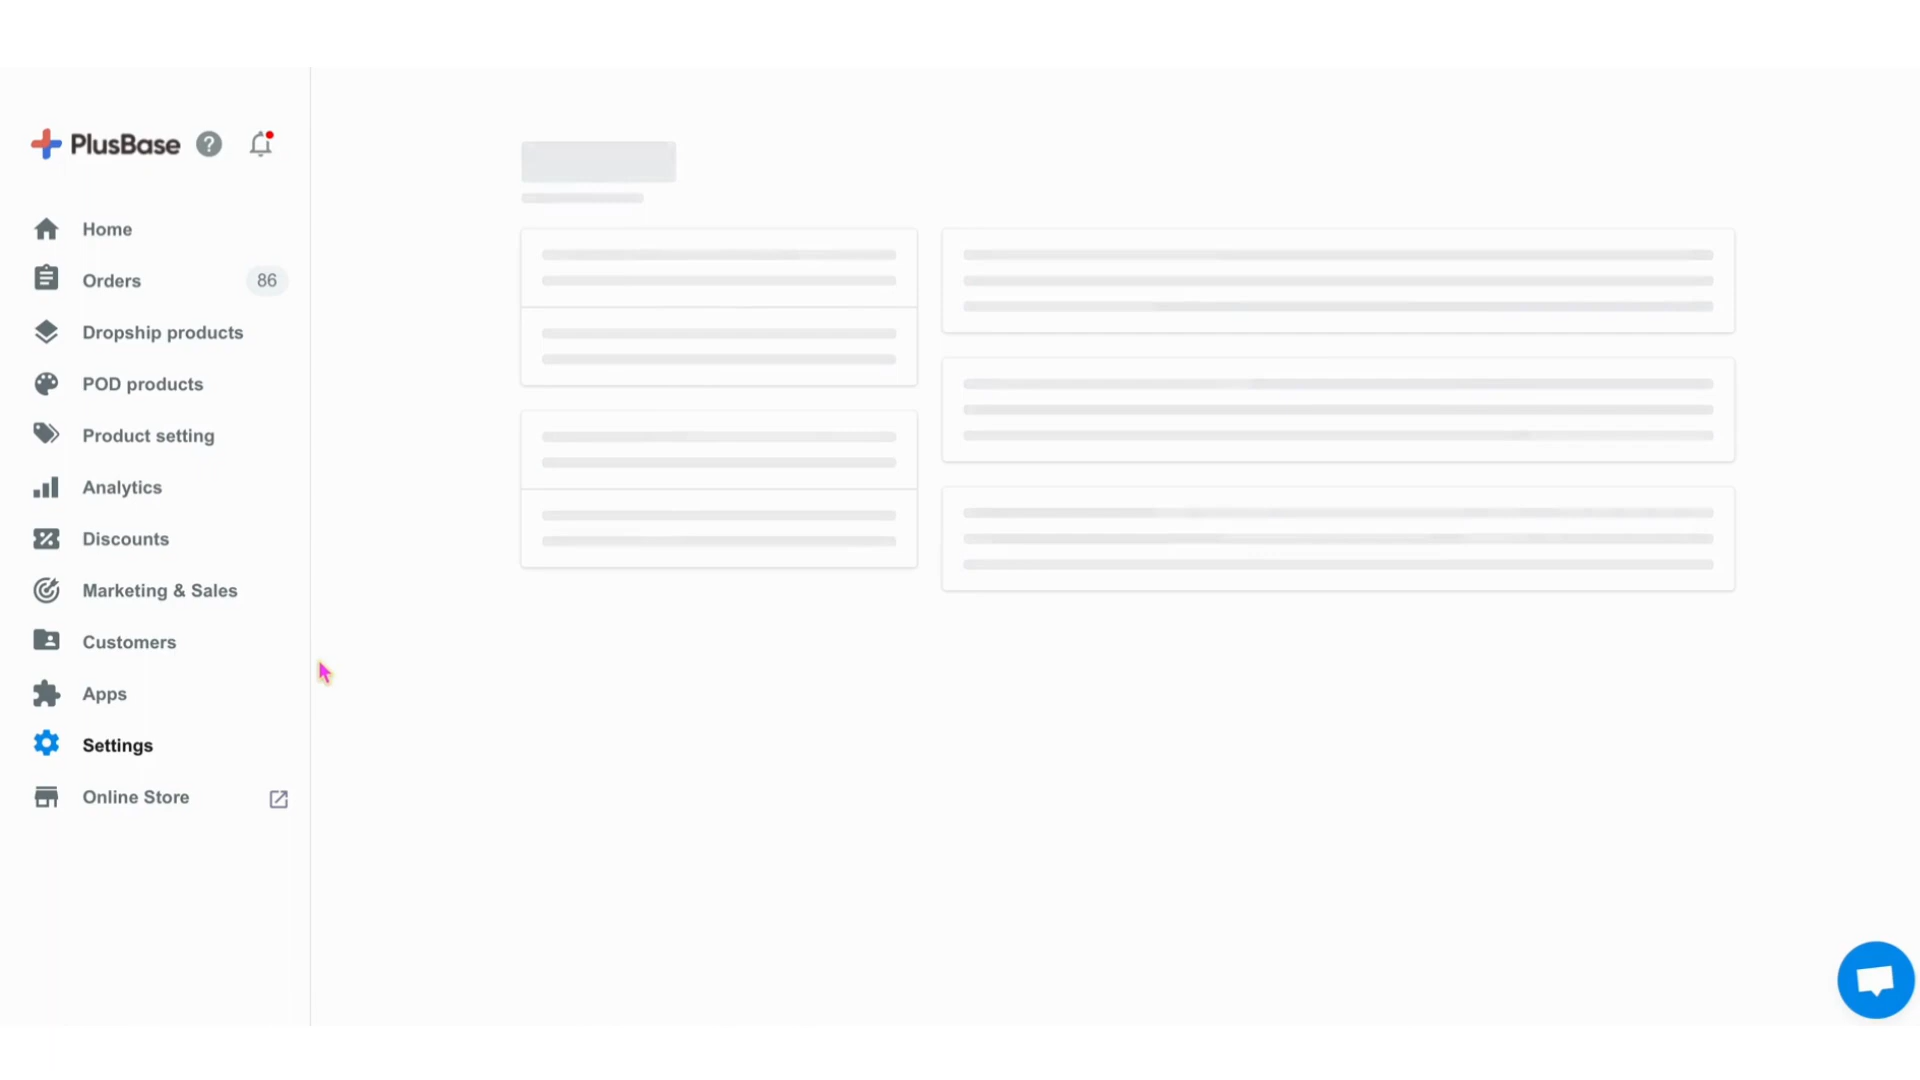 PlusBase ?
Home
Orders 86
Dropship products
POD products
Product setting
Analytics
Discounts
Marketing & Sales
Customers
Apps
Settings
Online Store